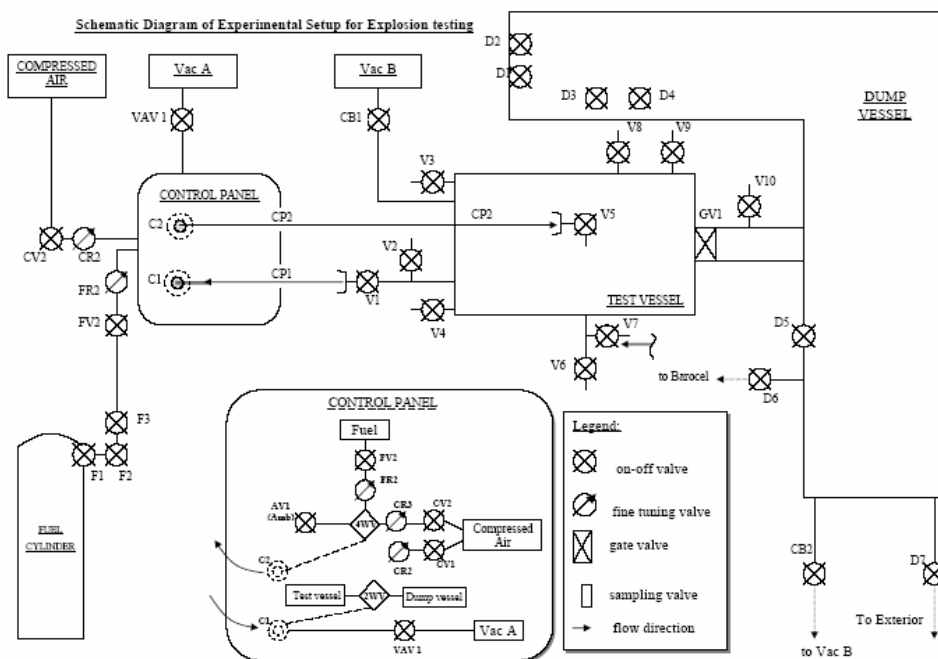 Schematic Diagram of Experimental Setup for Explosion testing
COMPRESSED
AIR
Vac A
Vac B
D2
D1
D3
D4
DUMP
VESSEL
VAV 1
CB1
V8
V9
V3
V10
CONTROL PANEL
C2
CP2
CP2
V5
GV1
CV2
CR2
V2
C1
CP1
V1
FR2
TEST VESSEL
V4
V7
D5
FV2
V6
to Barocel
D6
F3
F1
F2
FUEL
CYLINDER
CONTROL PANEL
Fuel
FV2
FR2
AV1
(Amb)
4WV
CR3
CV2
Compressed
Air
CR2
CV1
C2
Test vessel
2WV
Dump vessel
C1
VAV 1
Vac A
Legend:
on-off valve
fine tuning valve
gate valve
sampling valve
flow direction
CB2
D7
To Exterior
to Vac B